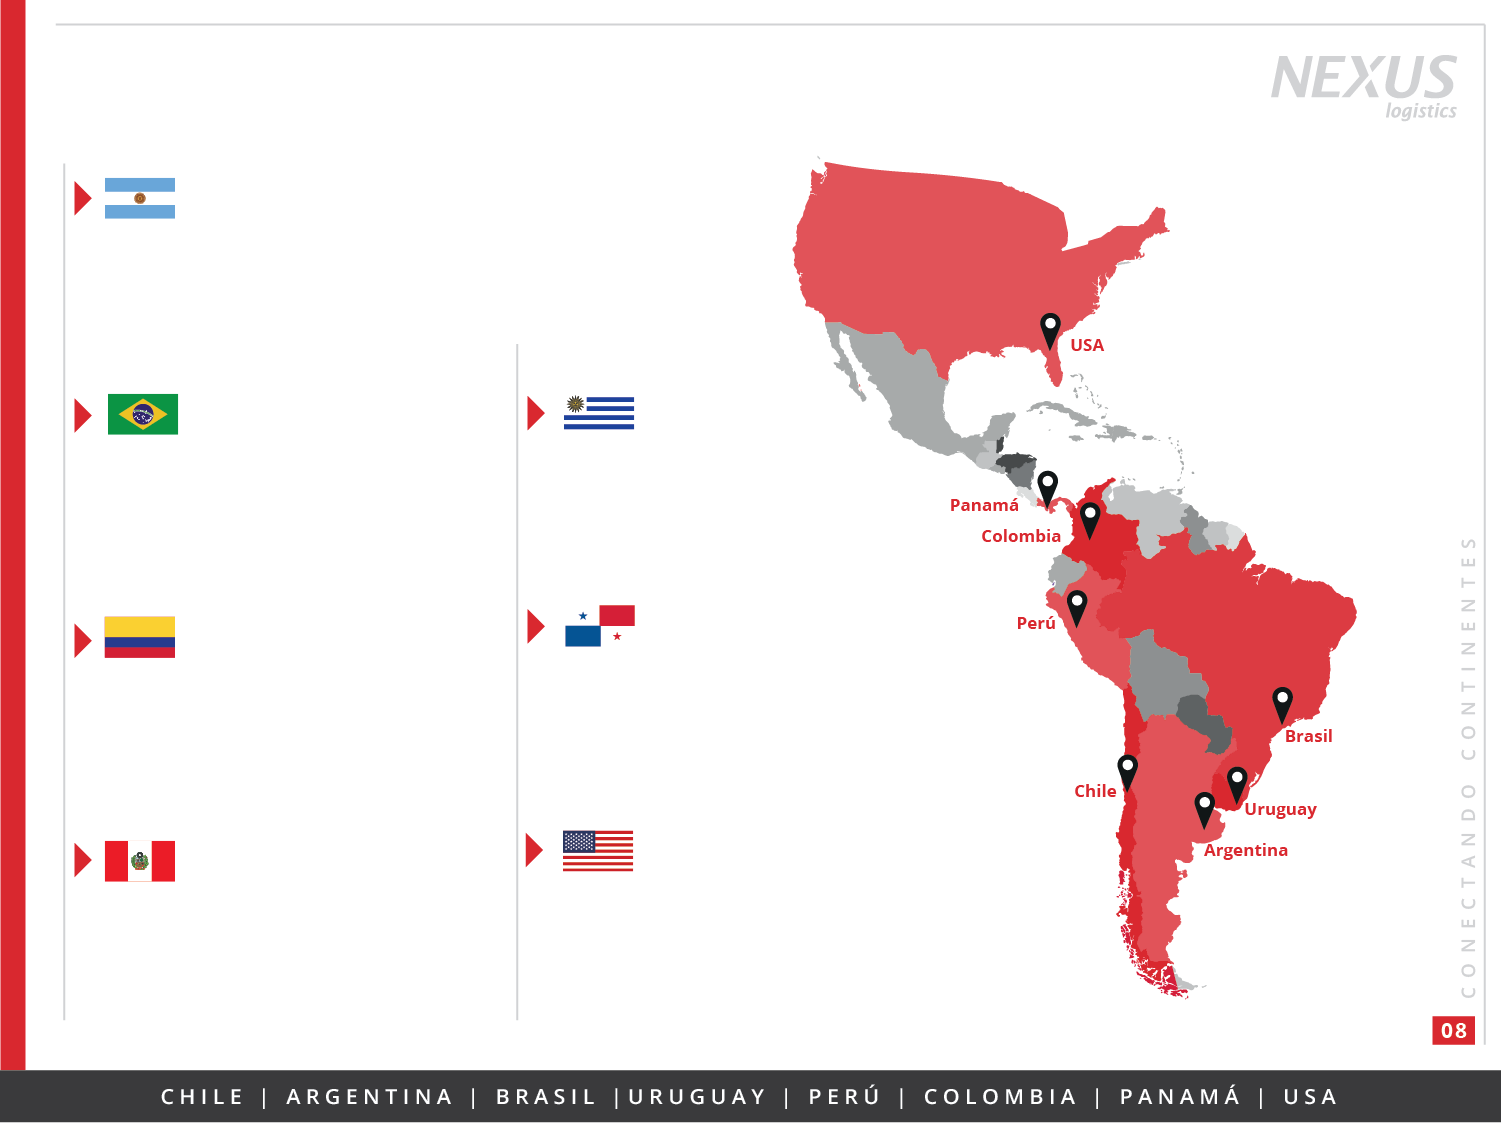 NEXUS
logistics
USA
Panamá
Colombia
Perú
Brasil
Chile
Uruguay
Argentina
CONECTANDO CONTINENTES
08
CHILE | ARGENTINA | BRASIL |URUGUAY | PERÚ | COLOMBIA | PANAMÁ | USA